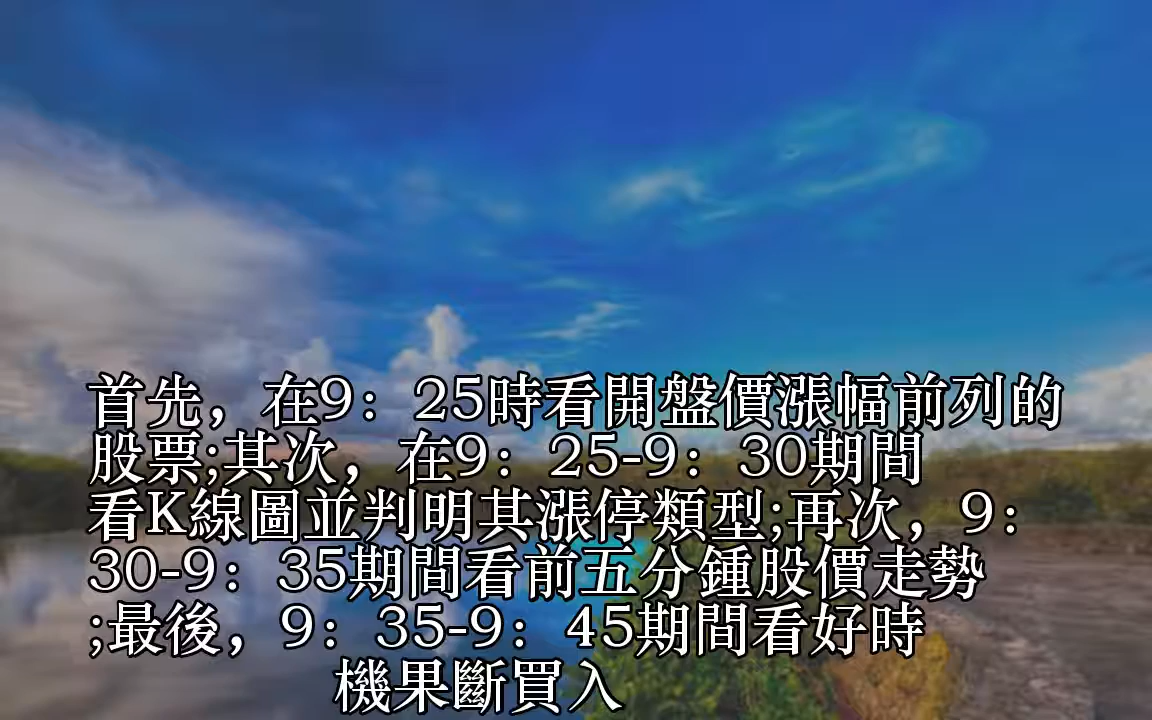 首先，在9：25時看開盤價漲幅前列的
股票;其次，在9：25-9：30期間
看K線圖並判明其漲停類型;再次，9：
30-9：35期間看前五分鍾股價走勢
;最後，9：35-9：45期間看好時
機果斷買入